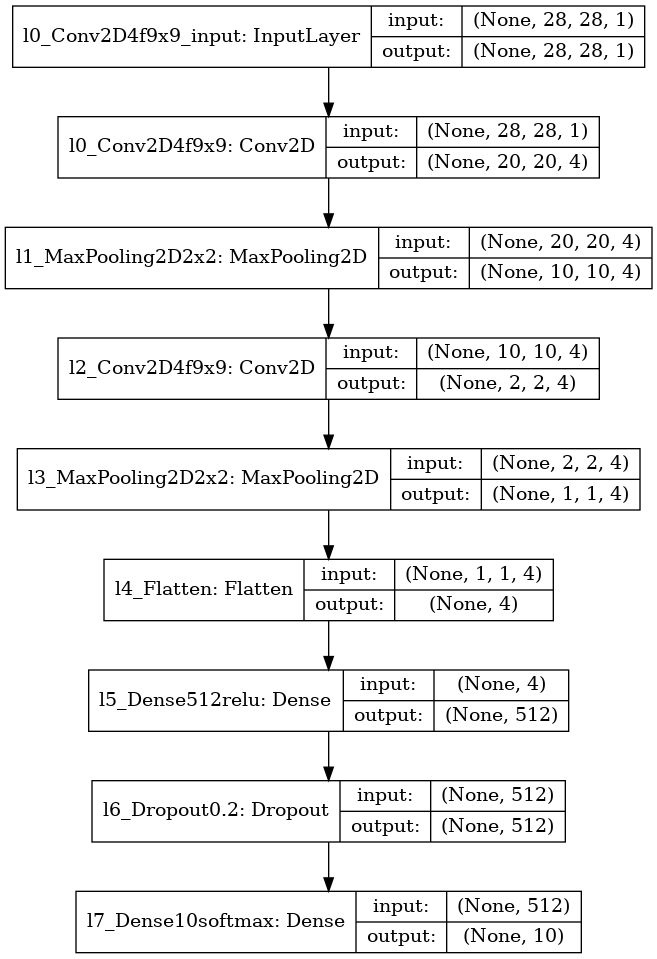 l0_Conv2D4f9x9_input: InputLayer
input: (None, 28, 28, 1)
output: (None, 28, 28, 1)
l0_Conv2D4f9x9: Conv2D
input: (None, 28, 28, 1)
output: (None, 20, 20, 4)
l1_MaxPooling2D2x2: MaxPooling2D
input: (None, 20, 20, 4)
output: (None, 10, 10, 4)
l2_Conv2D4f9x9: Conv2D
input: (None, 10, 10, 4)
output: (None, 2, 2, 4)
l3_MaxPooling2D2x2: MaxPooling2D
input: (None, 2, 2, 4)
output: (None, 1, 1, 4)
l4_Flatten: Flatten
input: (None, 1, 1, 4)
output: (None, 4)
l5_Dense512relu: Dense
input: (None, 4)
output: (None, 512)
l6_Dropout0.2: Dropout
input: (None, 512)
output: (None, 512)
l7_Dense10softmax: Dense
input: (None, 512)
output: (None, 10)